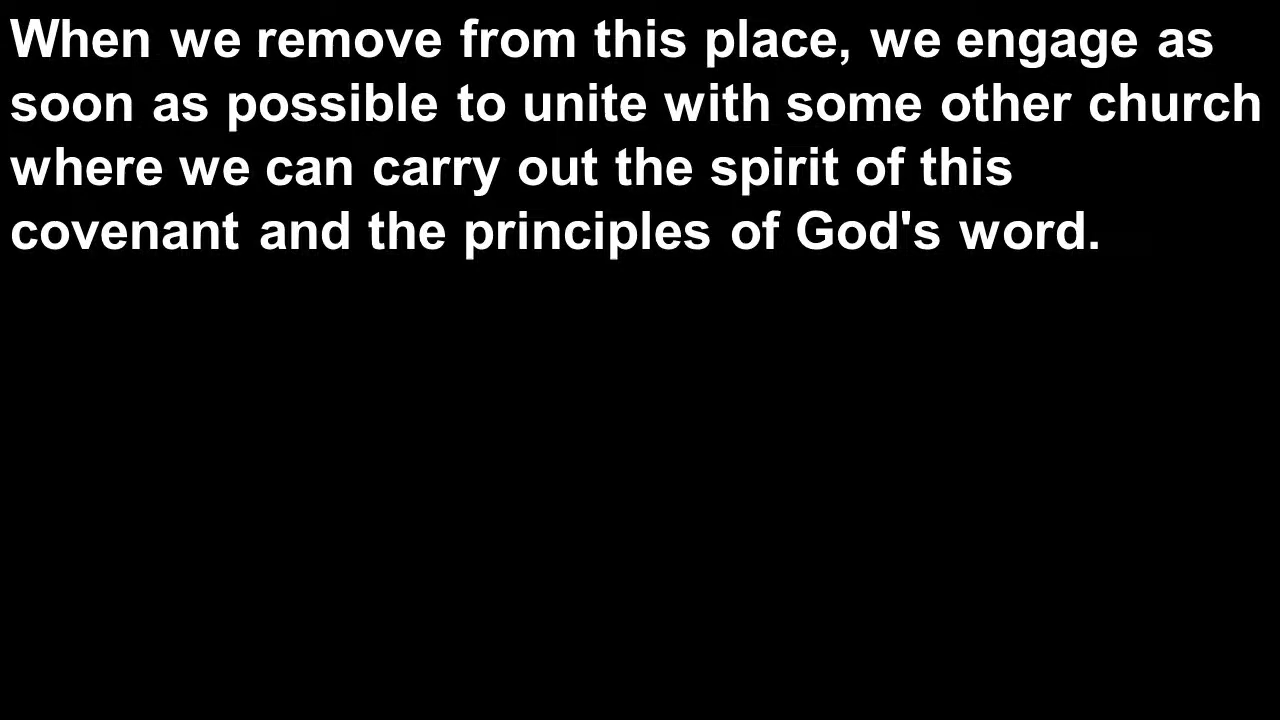 When we remove from this place, we engage as
soon as possible to unite with some other church
where we can carry out the spirit of this
covenant and the principles of God's word.